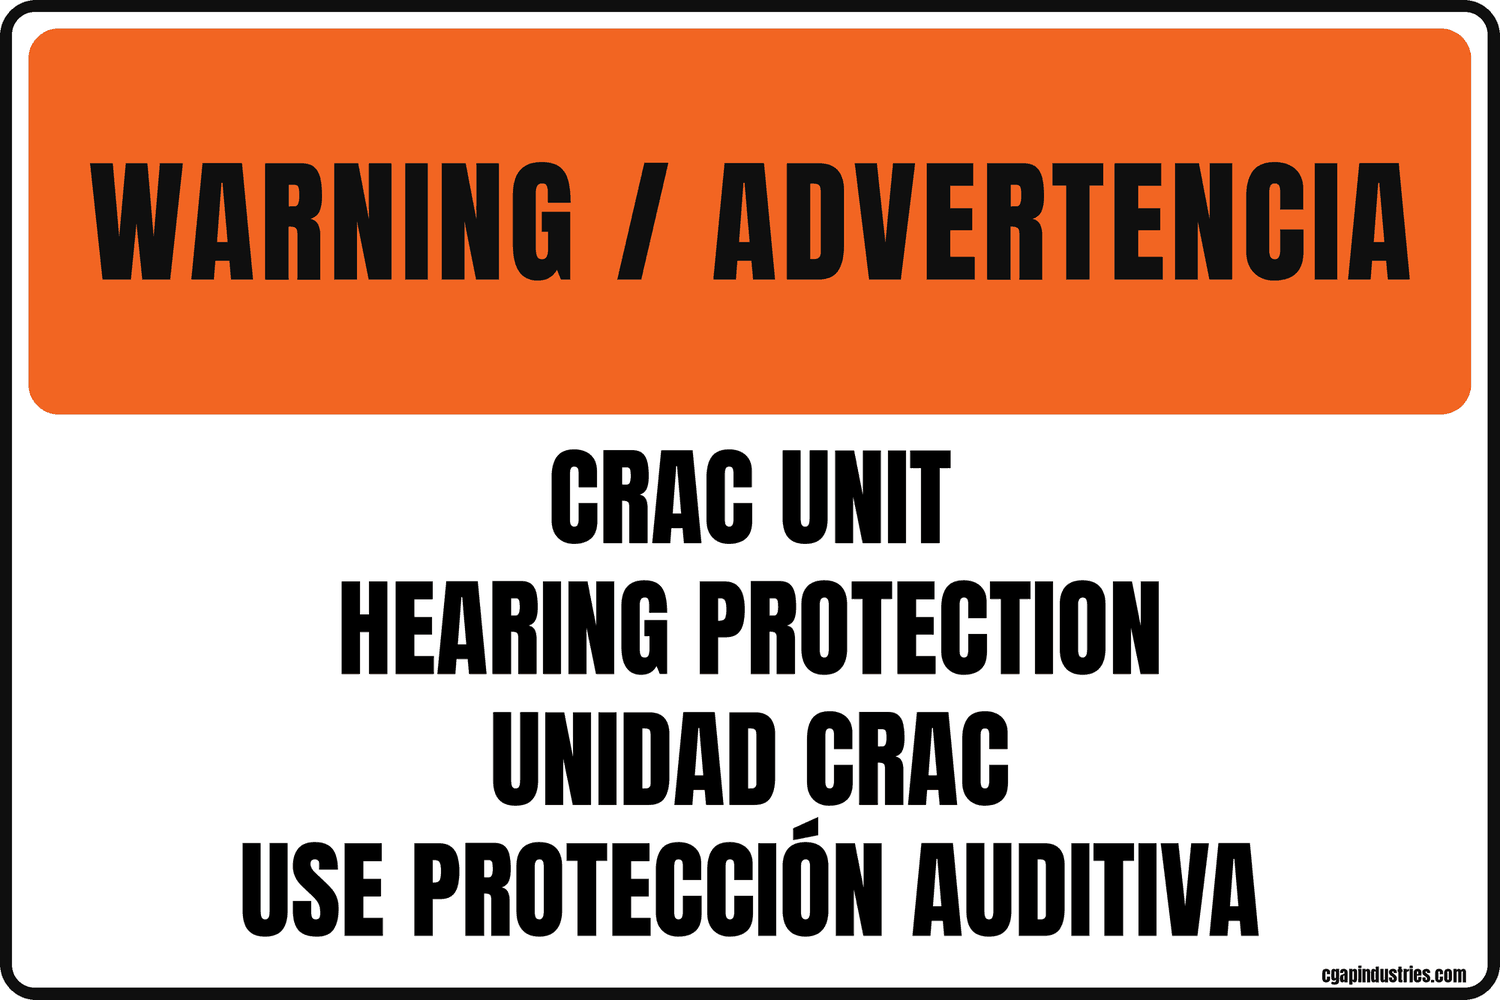 WARNING / ADVERTENCIA
CRAC UNIT
HEARING PROTECTION
UNIDAD CRAC
USE PROTECCIÓN AUDITIVA
cgapindustries.com